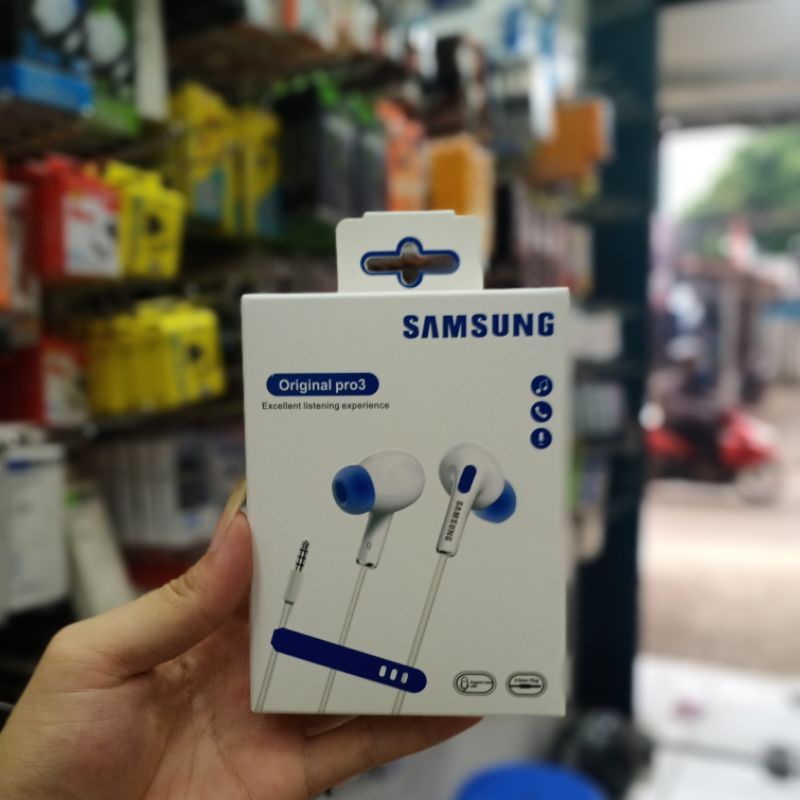 SAMSUNG
Original pro3
Excellent listening experience
SAMSUNG